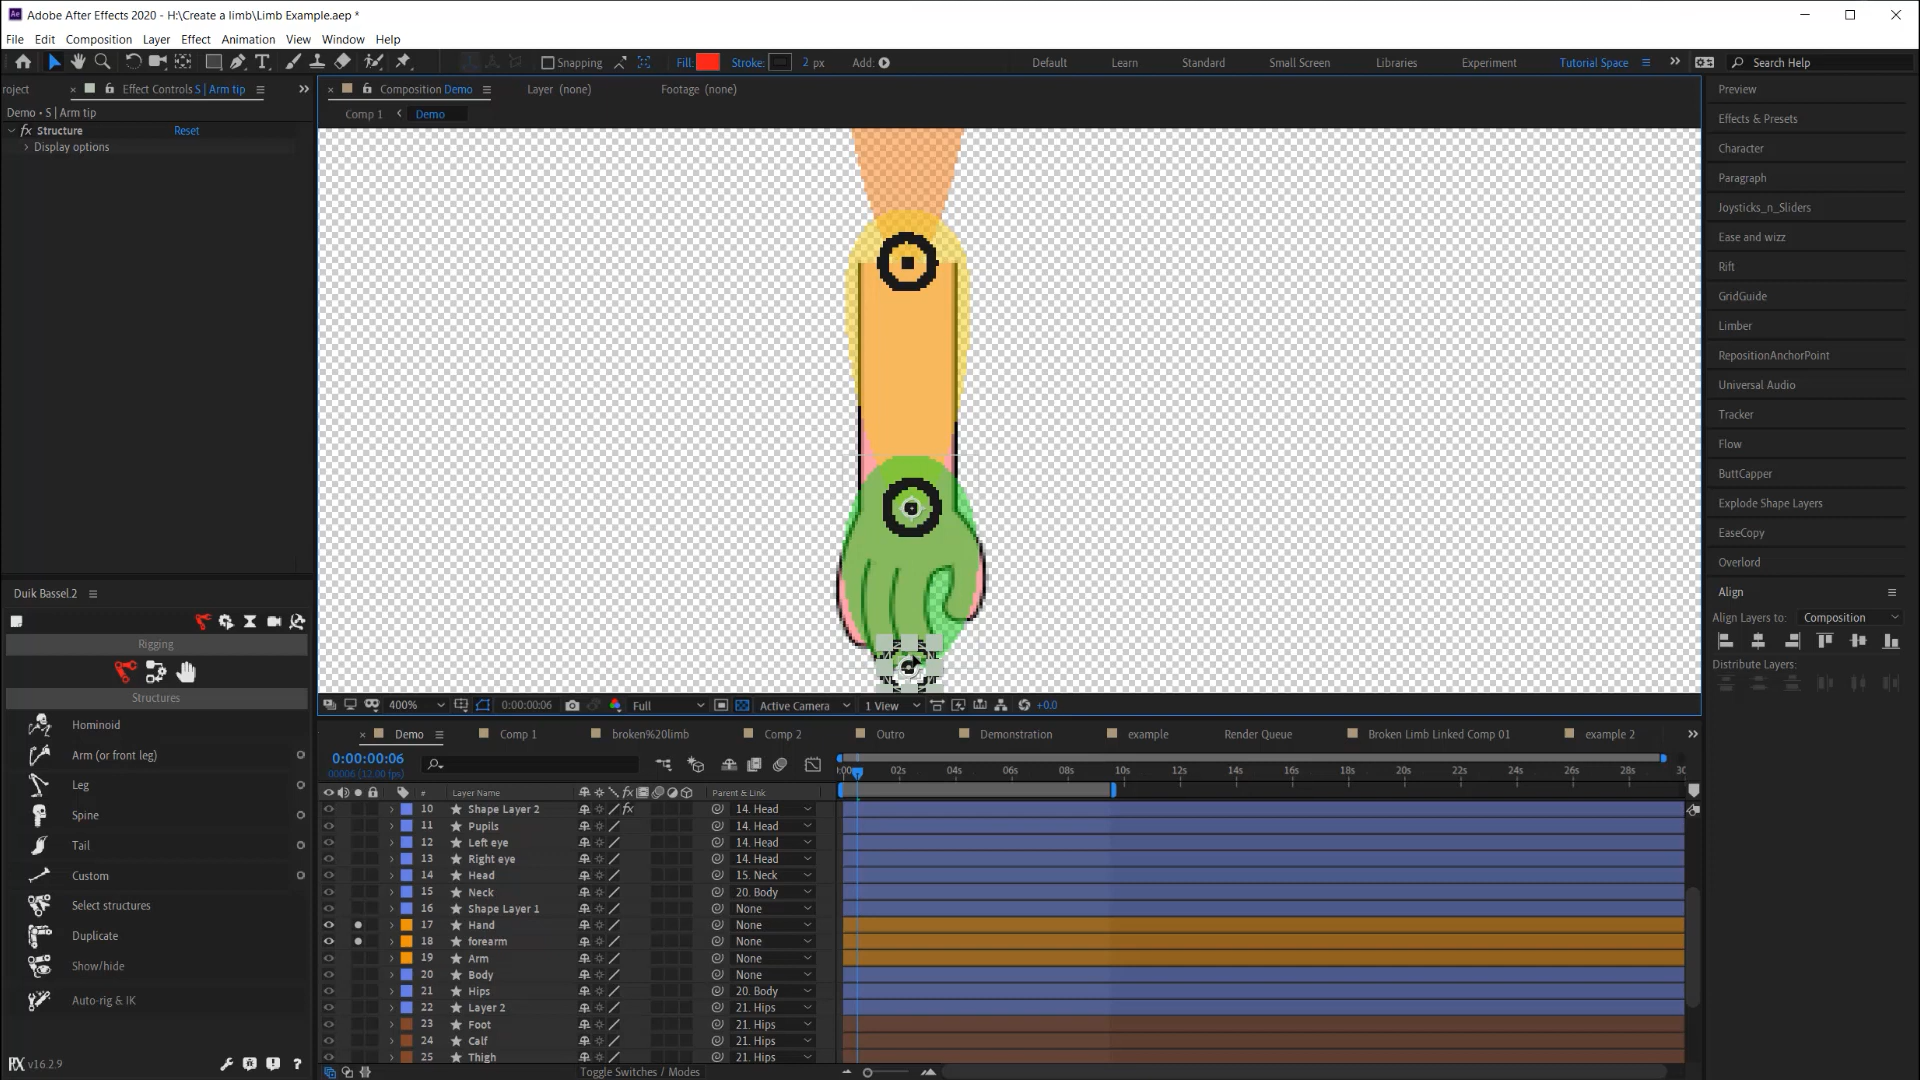 Adobe After Effects 2020 - H:\Create a limb\Limb Example.aep *
File Edit Composition Layer Effect Animation View Window Help
Snapping Fill: Stroke: 2 px Add: Default Learn Standard Small Screen Libraries Experiment Tutorial Space Search Help
roject Effect Controls S | Arm tip
Composition Demo Layer (none) Footage (none)
Demo • S | Arm tip
Comp 1 Demo
fx Structure Reset
Display options
Preview
Effects & Presets
Character
Paragraph
Joysticks_n_Sliders
Ease and wizz
Rift
GridGuide
Limber
RepositionAnchorPoint
Universal Audio
Tracker
Flow
ButtCapper
Explode Shape Layers
EaseCopy
Overlord
Align
Align Layers to: Composition
Distribute Layers:
Duik Bassel.2
Rigging
Structures
Hominoid
Arm (or front leg)
Leg
Spine
Tail
Custom
Select structures
Duplicate
Show/hide
Auto-rig & IK
v16.2.9
400% 0:00:00:06 Full Active Camera 1 View +0.0
Demo Comp 1 broken%20limb Comp 2 Outro Demonstration example Render Queue Broken Limb Linked Comp 01 example 2
0:00:00:06
00006 (12.00 fps)
:00s 02s 04s 06s 08s 10s 12s 14s 16s 18s 20s 22s 24s 26s 28s 30
# Layer Name Parent & Link
10 Shape Layer 2 fx 14. Head
11 Pupils 14. Head
12 Left eye 14. Head
13 Right eye 14. Head
14 Head 15. Neck
15 Neck 20. Body
16 Shape Layer 1 None
17 Hand None
18 forearm None
19 Arm None
20 Body None
21 Hips 20. Body
22 Layer 2 21. Hips
23 Foot 21. Hips
24 Calf 21. Hips
25 Thigh 21. Hips
Toggle Switches / Modes